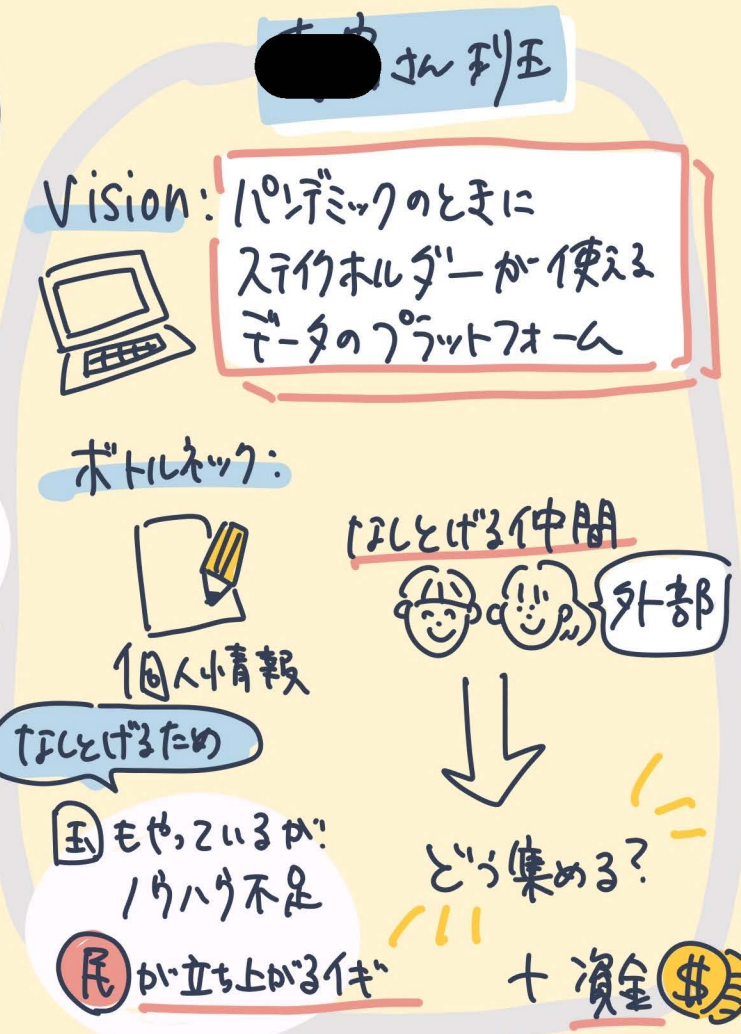 さん班
Vision:
パンデミックのときに
ステイクホルダーが使える
データのプラットフォーム
ボトルネック:
個人情報
なしとげる仲間
外部
なしとげるため
国もやっているが!
ノウハウ不足
民が立ち上がるイギ
どう集める?
+ 資金 $